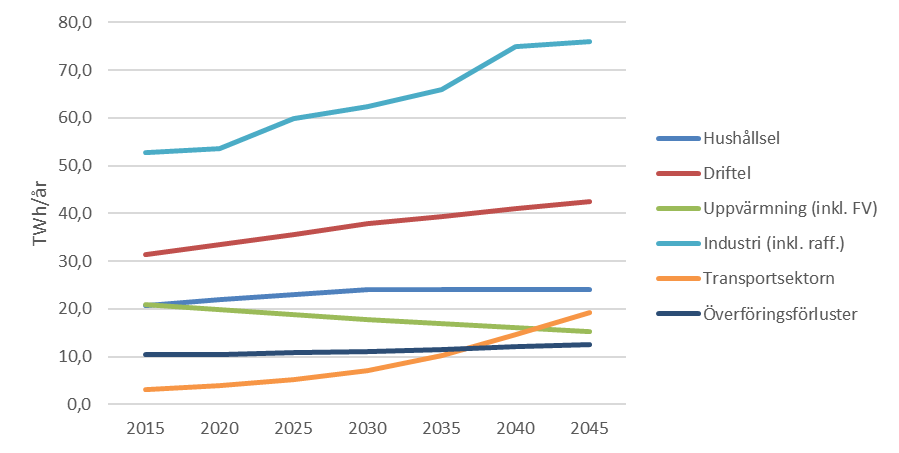 80,0
70,0
60,0
50,0
40,0
30,0
20,0
10,0
0,0
TWh/år
2015 2020 2025 2030 2035 2040 2045
Hushållsel
Driftel
Uppvärmning (inkl. FV)
Industri (inkl. raff.)
Transportsektorn
Överföringsförluster